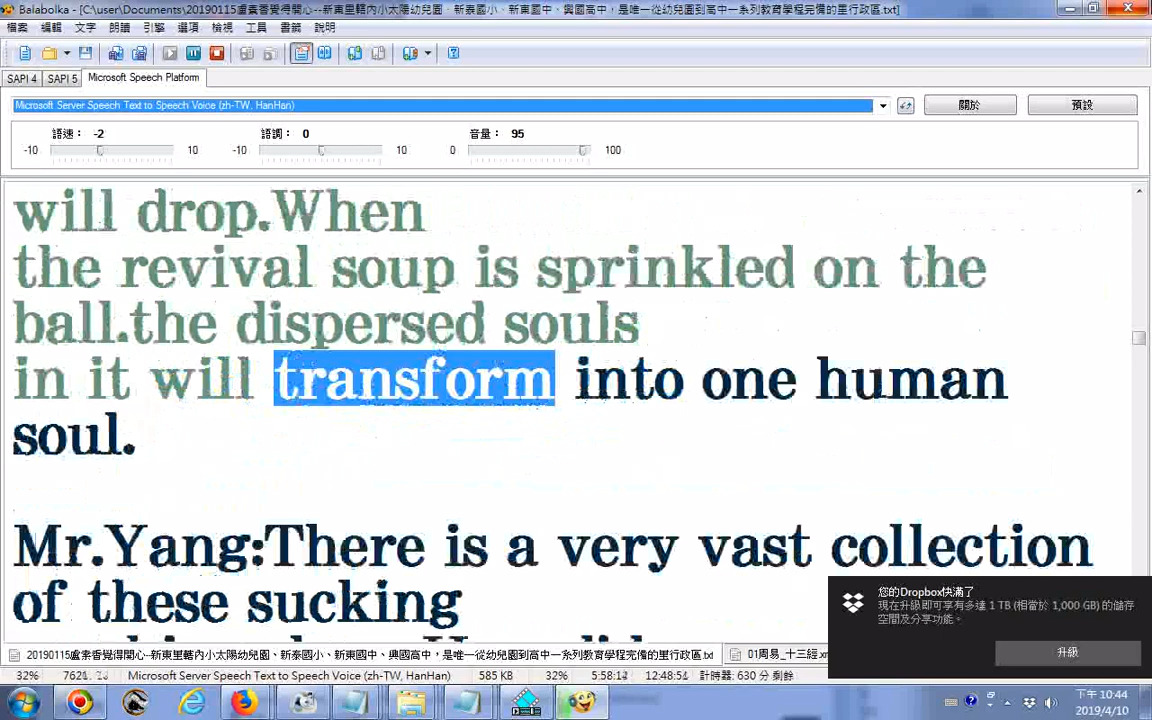 Balabolka - [C:\user\Documents\20190115盧素香覺得開心--新東里轄內小太陽幼兒園、新泰國小、新東國中、興國高中，是唯一從幼兒園到高中一系列教育學程完備的里行政區.txt]
檔案 編輯 文字 朗讀 引擎 選項 檢視 工具 書籤 說明
SAPI 4 SAPI 5 Microsoft Speech Platform
Microsoft Server Speech Text to Speech Voice (zh-TW, HanHan) 關於 預設
語速： -2 語調： 0 音量： 95
-10 10 -10 10 0 100
will drop.When
the revival soup is sprinkled on the
ball.the dispersed souls
in it will transform into one human
soul.
Mr.Yang:There is a very vast collection
of these sucking
您的Dropbox快滿了
現在升級即可享有多達 1 TB (相當於 1,000 GB) 的儲存
空間及分享功能。
升級
20190115盧素香覺得開心--新東里轄內小太陽幼兒園、新泰國小、新東國中、興國高中，是唯一從幼兒園到高中一系列教育學程完備的里行政區.txt 01周易_十三經.
32% Microsoft Server Speech Text to Speech Voice (zh-TW, HanHan) 585 KB 32% 5:58:14 12:48:54 計時器: 630 分 剩餘
下午 10:44
2019/4/10